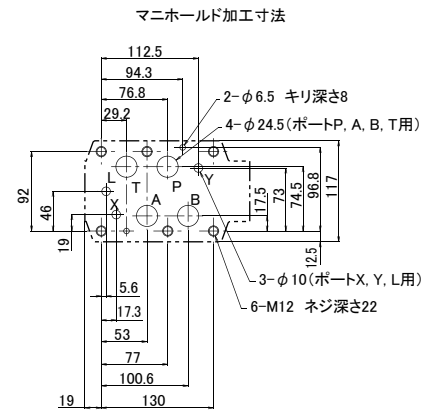 マニホールド加工寸法
112.5
94.3
76.8
29.2
2-φ6.5 キリ深さ8
4-φ24.5(ポートP, A, B, T用)
L
T
P
Y
X
A
B
92
46
19
17.5
73
74.5
96.8
117
12.5
3-φ10(ポートX, Y, L用)
6-M12 ネジ深さ22
5.6
17.3
53
77
100.6
19
130